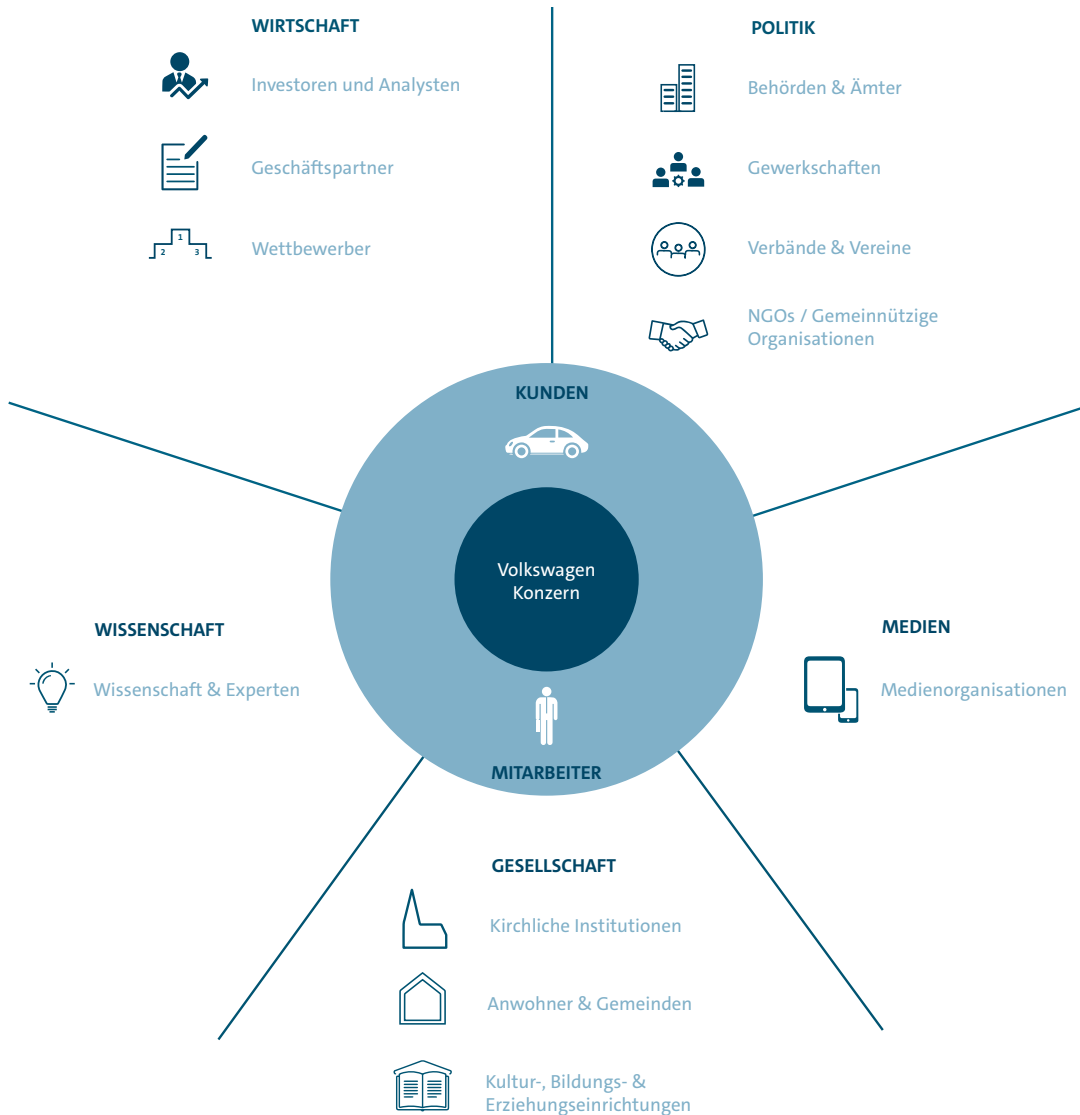 WIRTSCHAFT
Investoren und Analysten
Geschäftspartner
1
2
3
Wettbewerber
POLITIK
Behörden & Ämter
Gewerkschaften
Verbände & Vereine
NGOs / Gemeinnützige
Organisationen
KUNDEN
Volkswagen
Konzern
MITARBEITER
WISSENSCHAFT
Wissenschaft & Experten
MEDIEN
Medienorganisationen
GESELLSCHAFT
Kirchliche Institutionen
Anwohner & Gemeinden
Kultur-, Bildungs- &
Erziehungseinrichtungen